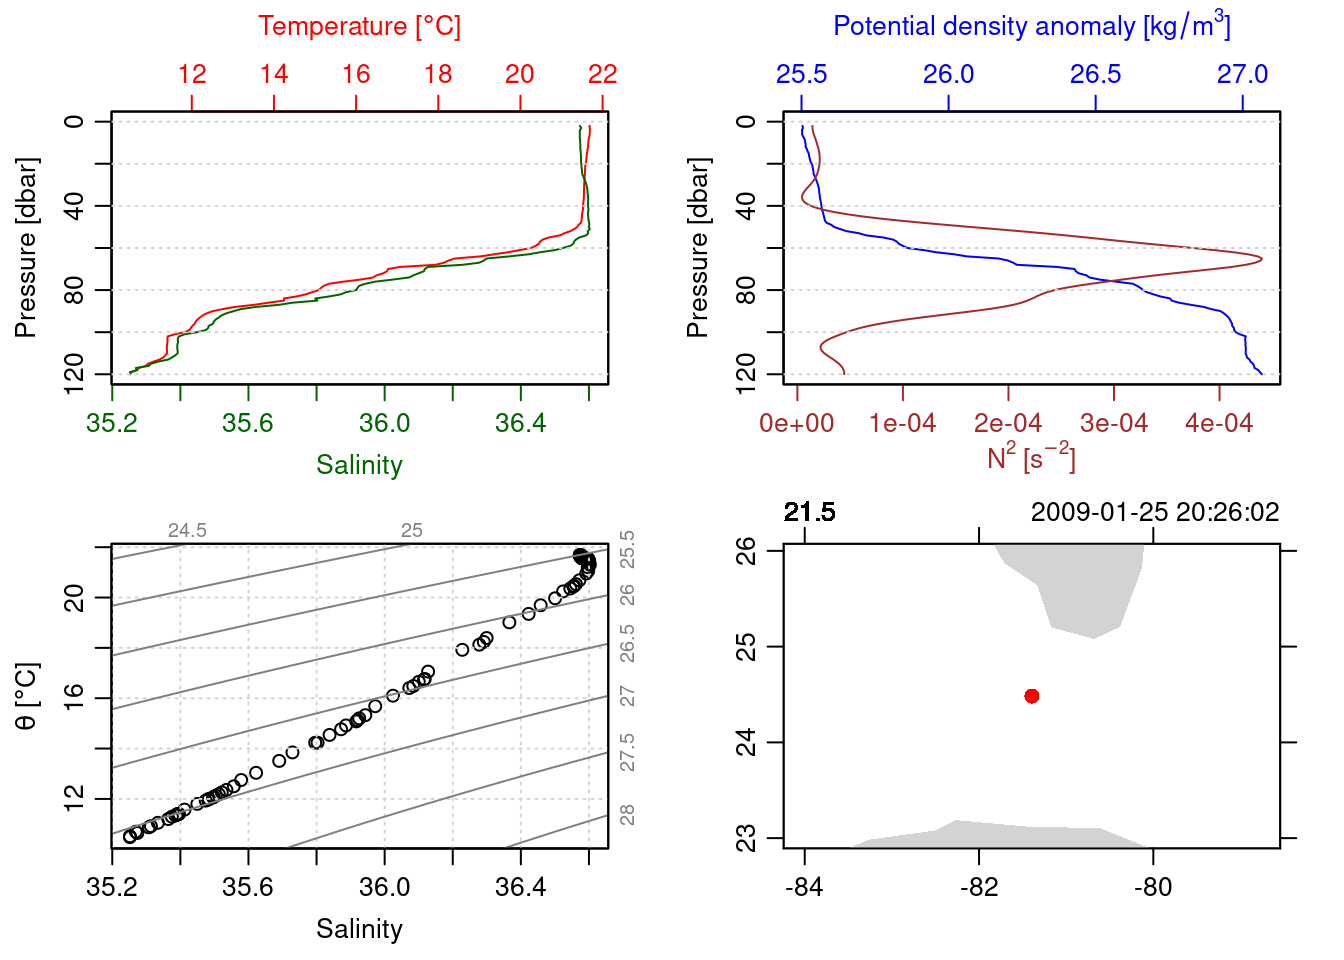 Temperature [°C]
12 14 16 18 20 22
Pressure [dbar]
0
40
80
120
35.2 35.6 36.0 36.4
Salinity
Potential density anomaly [kg/m³]
25.5 26.0 26.5 27.0
Pressure [dbar]
0
40
80
120
0e+00 1e-04 2e-04 3e-04 4e-04
N² [s⁻²]
24.5 25
25.5
26
26.5
27
27.5
28
θ [°C]
20
16
12
35.2 35.6 36.0 36.4
Salinity
21.5 2009-01-25 20:26:02
26
25
24
23
-84 -82 -80